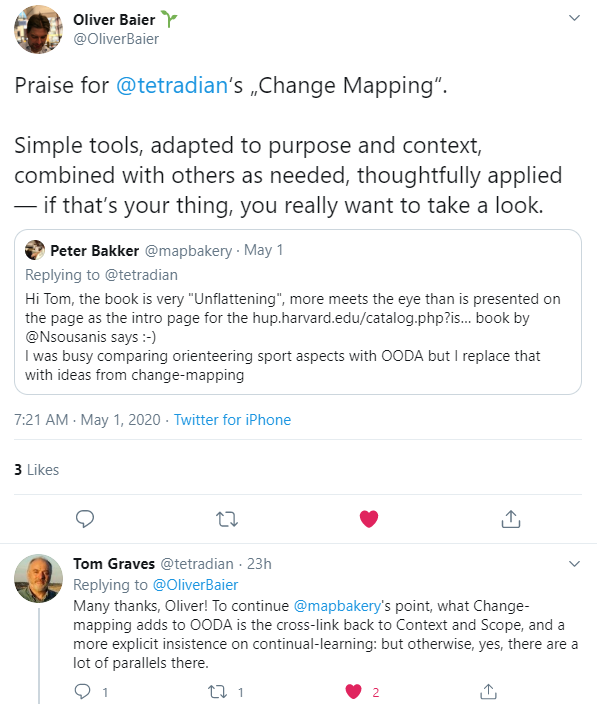 Oliver Baier
@OliverBaier
Praise for @tetradian‘s „Change Mapping“.
Simple tools, adapted to purpose and context,
combined with others as needed, thoughtfully applied
— if that’s your thing, you really want to take a look.
Peter Bakker @mapbakery · May 1
Replying to @tetradian
Hi Tom, the book is very "Unflattening", more meets the eye than is presented on
the page as the intro page for the hup.harvard.edu/catalog.php?is... book by
@Nsousanis says :-)
I was busy comparing orienteering sport aspects with OODA but I replace that
with ideas from change-mapping
7:21 AM · May 1, 2020 · Twitter for iPhone
3 Likes
Tom Graves @tetradian · 23h
Replying to @OliverBaier
Many thanks, Oliver! To continue @mapbakery's point, what Change-
mapping adds to OODA is the cross-link back to Context and Scope, and a
more explicit insistence on continual-learning: but otherwise, yes, there are a
lot of parallels there.
1 1 2